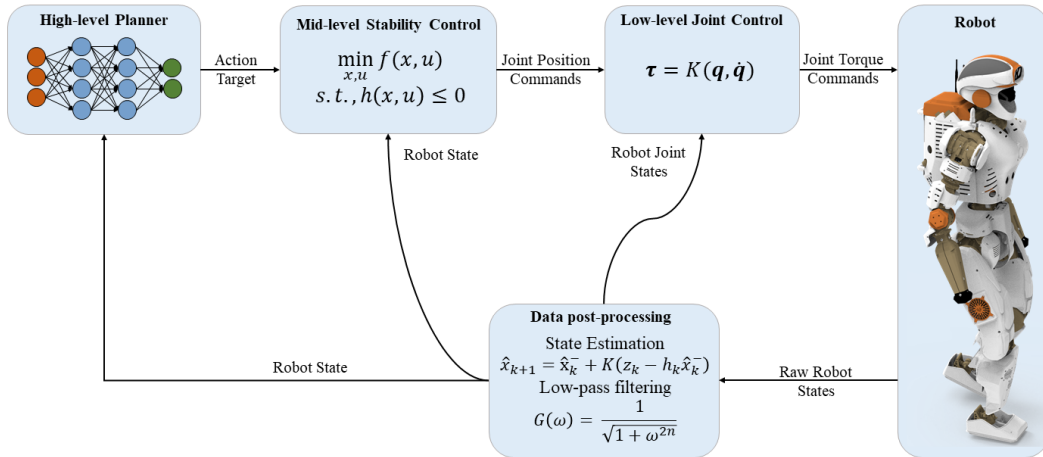 High-level Planner
Action
Target
Mid-level Stability Control
min f(x, u)
x,u
s. t., h(x, u) ≤ 0
Joint Position
Commands
Low-level Joint Control
τ = K(q, q̇)
Joint Torque
Commands
Robot
Robot State
Robot Joint
States
Data post-processing
State Estimation
x̂ₖ₊₁ = x̂ₖ⁻ + K(zₖ − hₖx̂ₖ⁻)
Low-pass filtering
G(ω) = 1 / √(1 + ω²ⁿ)
Robot State
Raw Robot
States